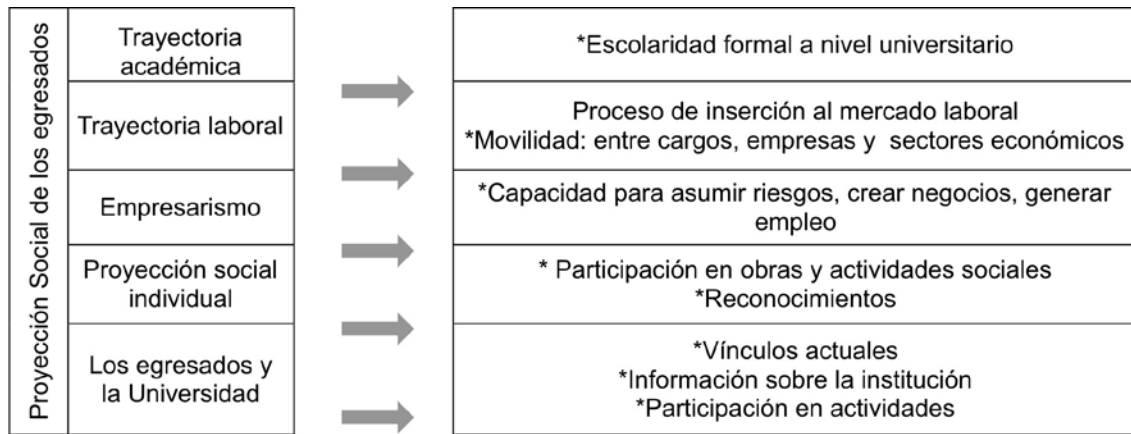 Proyección Social de los egresados
Trayectoria
académica
*Escolaridad formal a nivel universitario
Trayectoria laboral
Proceso de inserción al mercado laboral
*Movilidad: entre cargos, empresas y sectores económicos
Empresarismo
*Capacidad para asumir riesgos, crear negocios, generar
empleo
Proyección social
individual
* Participación en obras y actividades sociales
*Reconocimientos
Los egresados y
la Universidad
*Vínculos actuales
*Información sobre la institución
*Participación en actividades